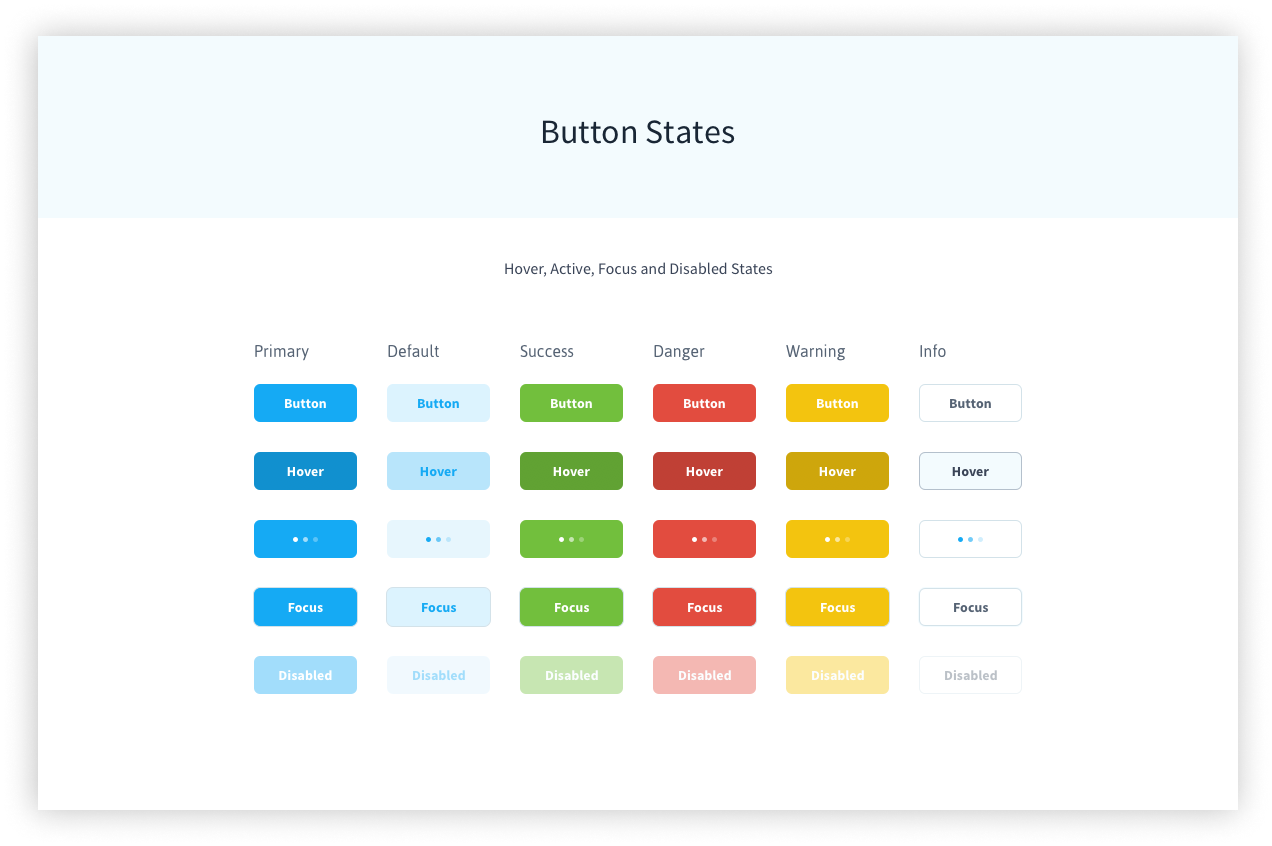 Button States
Hover, Active, Focus and Disabled States
Primary Default Success Danger Warning Info
Button Button Button Button Button Button
Hover Hover Hover Hover Hover Hover
Focus Focus Focus Focus Focus Focus
Disabled Disabled Disabled Disabled Disabled Disabled